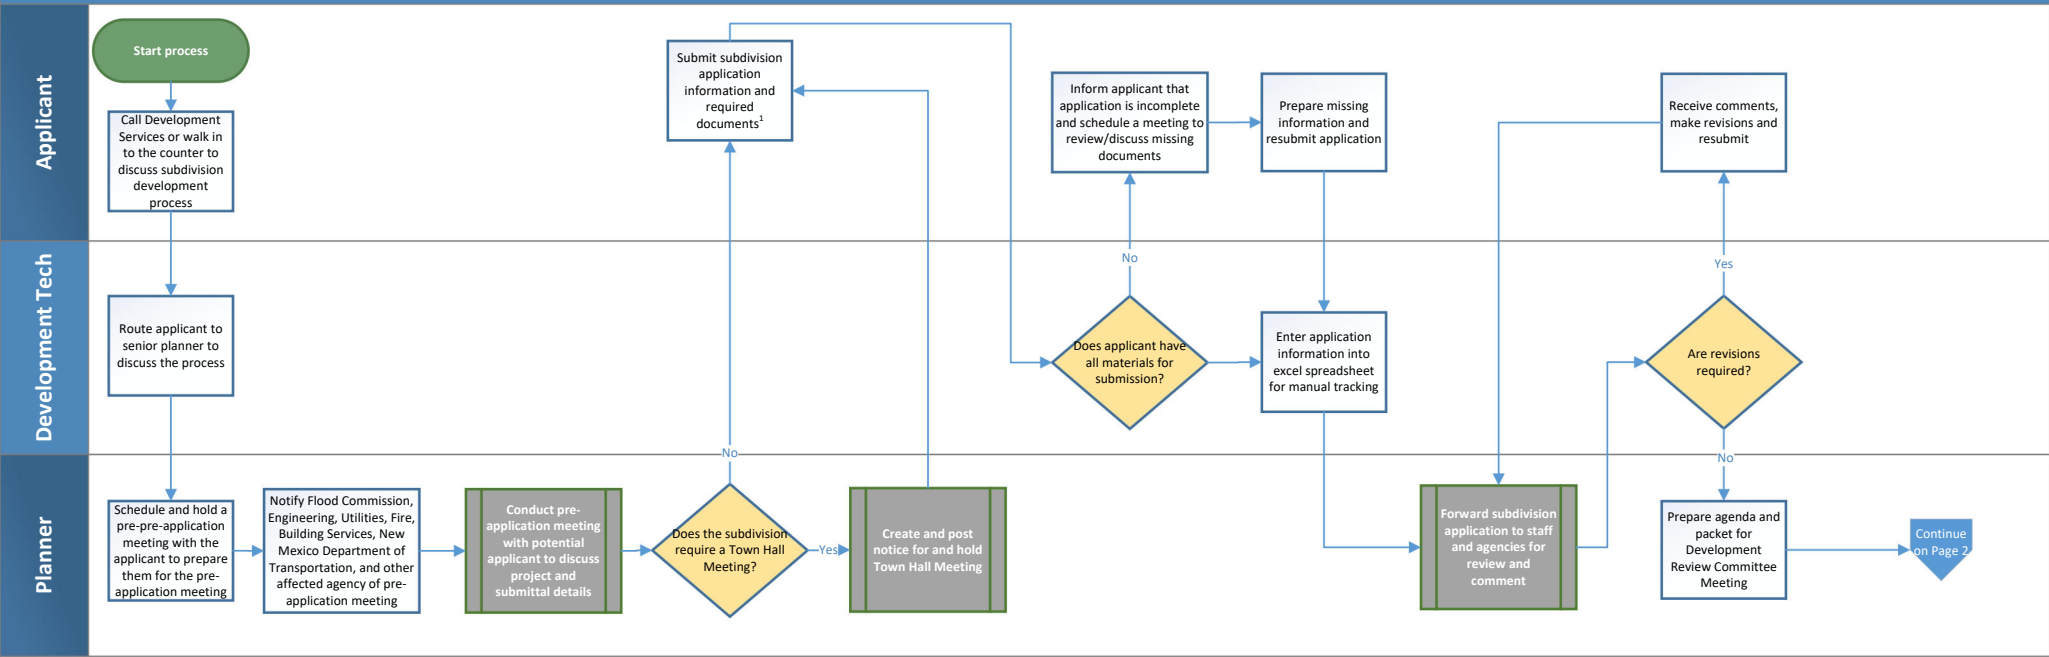 Applicant
Start process
Call Development
Services or walk in
to the counter to
discuss subdivision
development
process
Submit subdivision
application
information and
required
documents1
Inform applicant that
application is incomplete
and schedule a meeting to
review/discuss missing
documents
Prepare missing
information and
resubmit application
Receive comments,
make revisions and
resubmit
Development Tech
Route applicant to
senior planner to
discuss the process
No
Does applicant have
all materials for
submission?
Enter application
information into
excel spreadsheet
for manual tracking
Yes
Are revisions
required?
No
No
Planner
Schedule and hold a
pre-pre-application
meeting with the
applicant to prepare
them for the pre-
application meeting
Notify Flood Commission,
Engineering, Utilities, Fire,
Building Services, New
Mexico Department of
Transportation, and other
affected agency of pre-
application meeting
Conduct pre-
application meeting
with potential
applicant to discuss
project and
submittal details
Does the subdivision
require a Town Hall
Meeting?
Yes
Create and post
notice for and hold
Town Hall Meeting
Forward subdivision
application to staff
and agencies for
review and
comment
Prepare agenda and
packet for
Development
Review Committee
Meeting
Continue
on Page 2